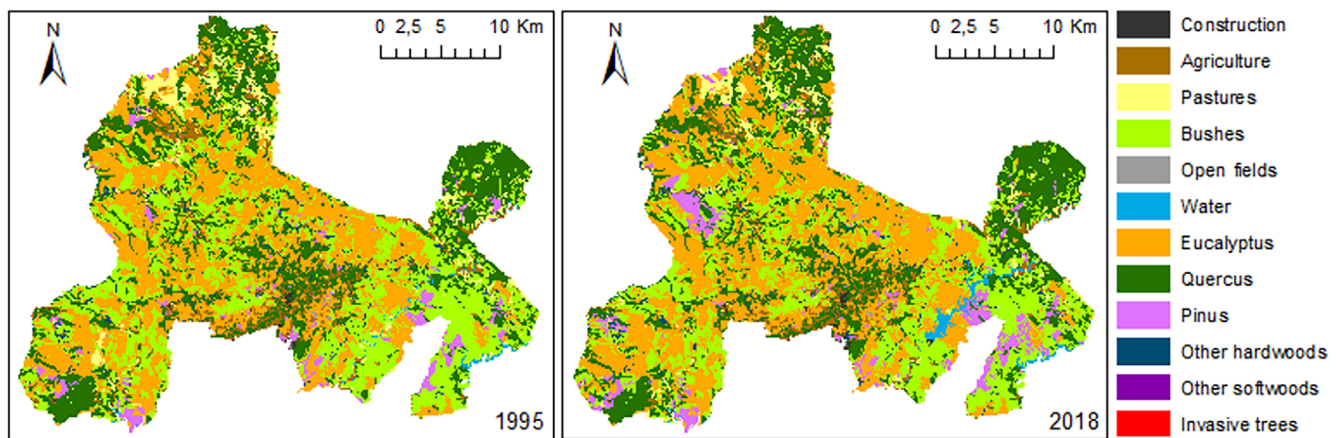 N
0 2,5 5 10 Km
1995
N
0 2,5 5 10 Km
2018
Construction
Agriculture
Pastures
Bushes
Open fields
Water
Eucalyptus
Quercus
Pinus
Other hardwoods
Other softwoods
Invasive trees